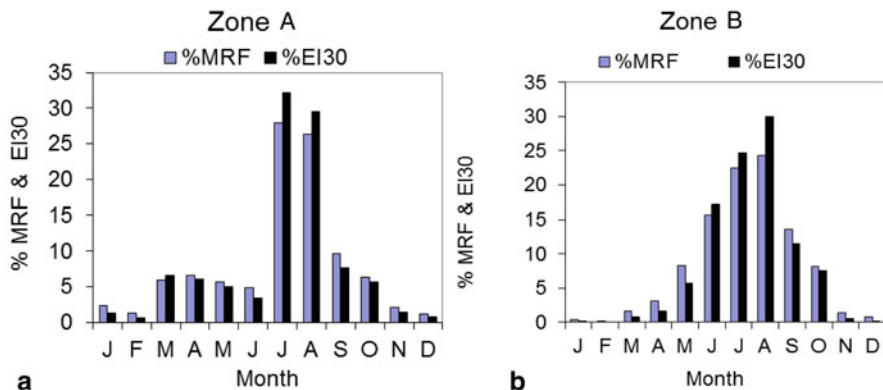 Zone A
%MRF %EI30
% MRF & EI30
35
30
25
20
15
10
5
0
J F M A M J J A S O N D
Month
a
Zone B
%MRF %EI30
% MRF & EI30
35
30
25
20
15
10
5
0
J F M A M J J A S O N D
Month
b